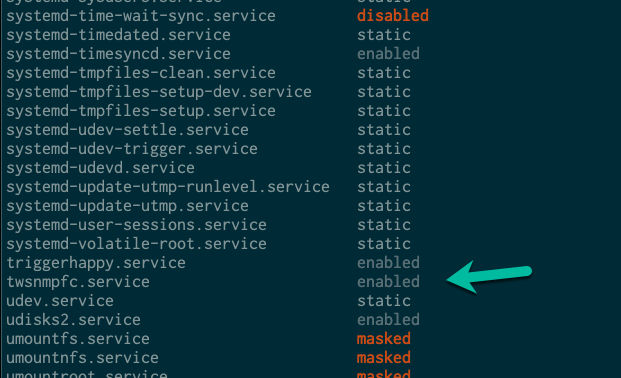 systemd-sysusers.service static
systemd-time-wait-sync.service disabled
systemd-timedated.service static
systemd-timesyncd.service enabled
systemd-tmpfiles-clean.service static
systemd-tmpfiles-setup-dev.service static
systemd-tmpfiles-setup.service static
systemd-udev-settle.service static
systemd-udev-trigger.service static
systemd-udevd.service static
systemd-update-utmp-runlevel.service static
systemd-update-utmp.service static
systemd-user-sessions.service static
systemd-volatile-root.service static
triggerhappy.service enabled
twsnmpfc.service enabled
udev.service static
udisks2.service enabled
umountfs.service masked
umountnfs.service masked
umountroot.service masked